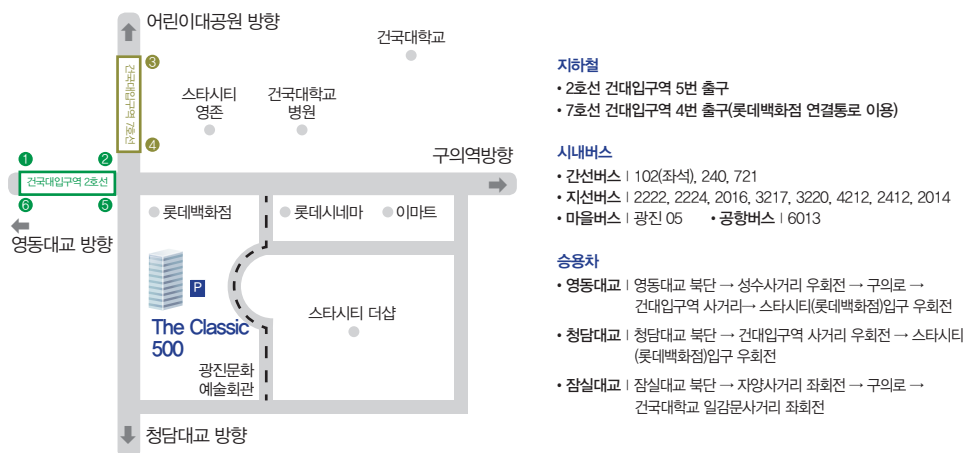 어린이대공원 방향
건국대학교
3
건국대입구역 7호선
스타시티
영존
건국대학교
병원
4
구의역방향
1
2
건국대입구역 2호선
6
5
영동대교 방향
롯데백화점
롯데시네마
이마트
P
The Classic
500
스타시티 더샵
광진문화
예술회관
청담대교 방향
지하철
• 2호선 건대입구역 5번 출구
• 7호선 건대입구역 4번 출구(롯데백화점 연결통로 이용)
시내버스
• 간선버스 | 102(좌석), 240, 721
• 지선버스 | 2222, 2224, 2016, 3217, 3220, 4212, 2412, 2014
• 마을버스 | 광진 05 • 공항버스 | 6013
승용차
• 영동대교 | 영동대교 북단 → 성수사거리 우회전 → 구의로 →
건대입구역 사거리→ 스타시티(롯데백화점)입구 우회전
• 청담대교 | 청담대교 북단 → 건대입구역 사거리 우회전 → 스타시티
(롯데백화점)입구 우회전
• 잠실대교 | 잠실대교 북단 → 자양사거리 좌회전 → 구의로 →
건국대학교 일감문사거리 좌회전